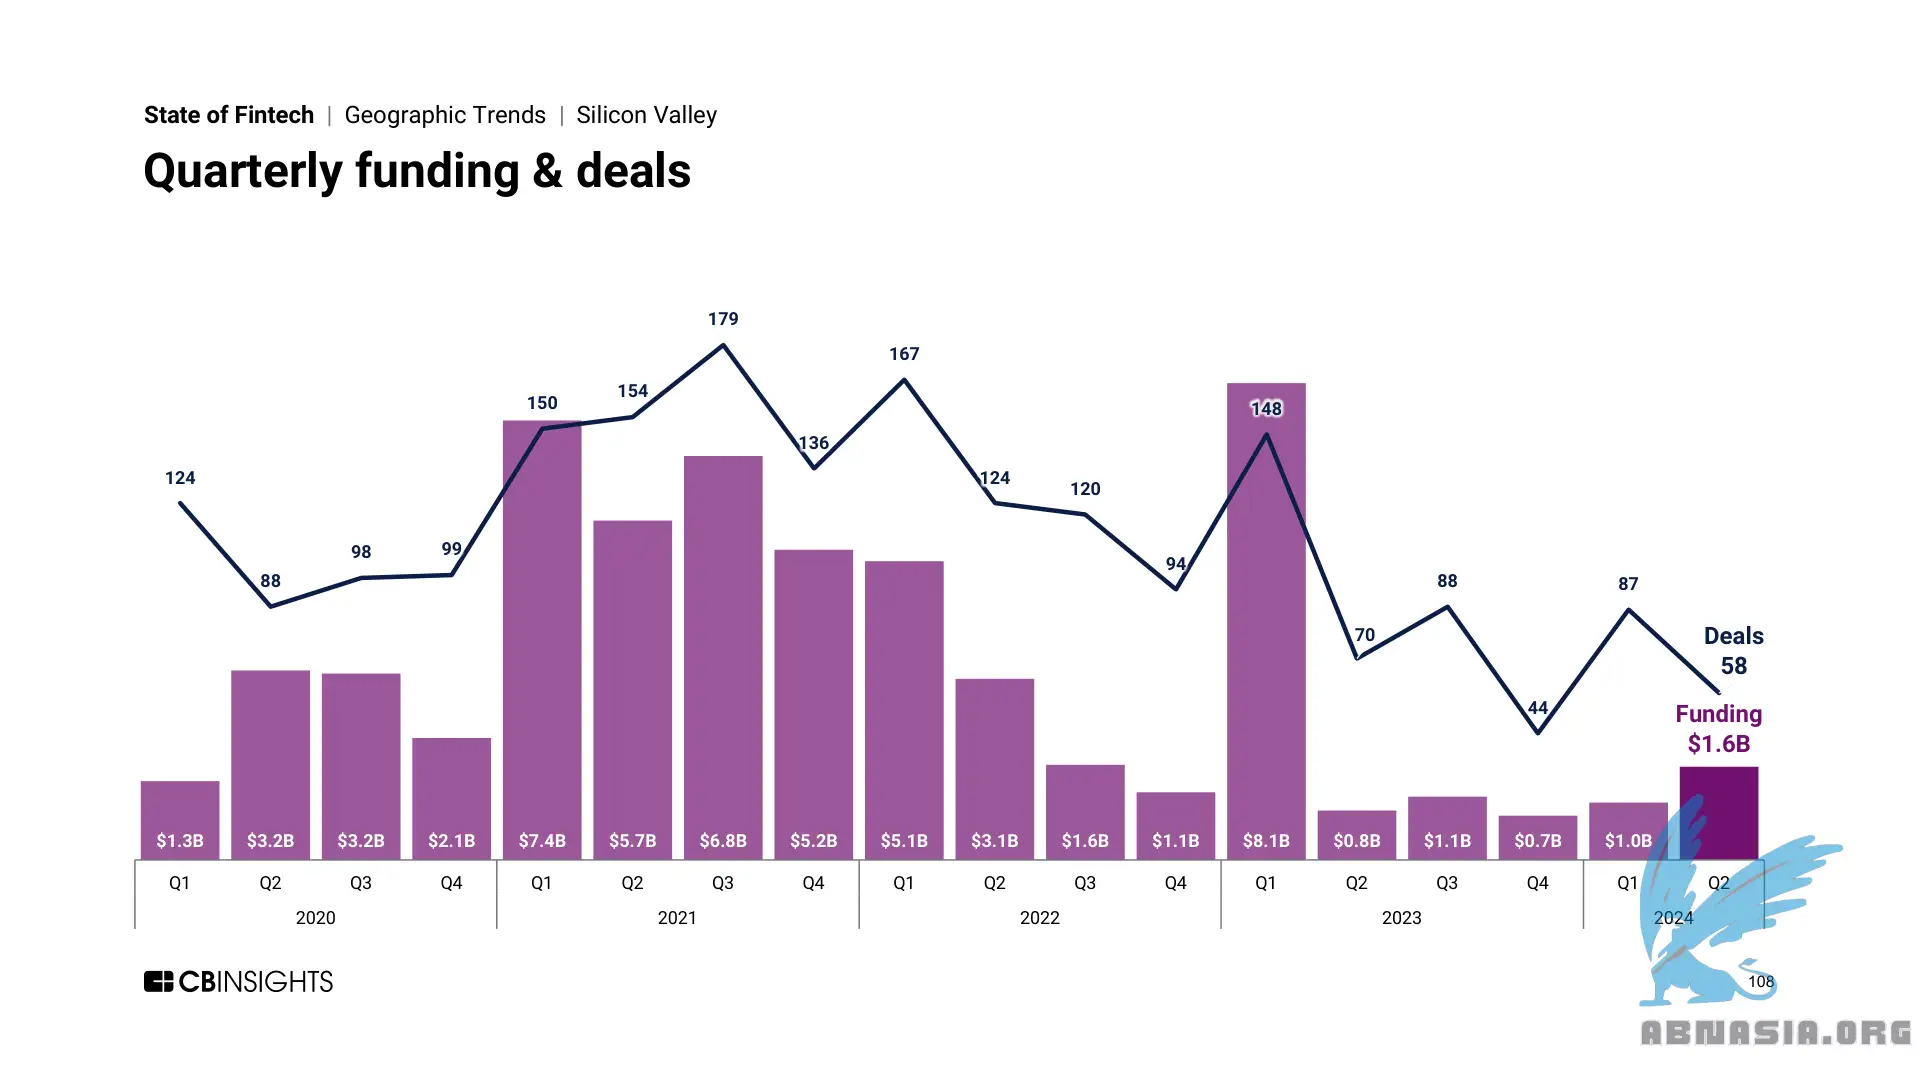 State of Fintech | Geographic Trends | Silicon Valley
Quarterly funding & deals
124
88
98
99
150
154
179
136
167
124
120
94
148
70
88
44
87
Deals
58
Funding
$1.6B
$1.3B
$3.2B
$3.2B
$2.1B
$7.4B
$5.7B
$6.8B
$5.2B
$5.1B
$3.1B
$1.6B
$1.1B
$8.1B
$0.8B
$1.1B
$0.7B
$1.0B
Q1 Q2 Q3 Q4 Q1 Q2 Q3 Q4 Q1 Q2 Q3 Q4 Q1 Q2 Q3 Q4 Q1 Q2
2020 2021 2022 2023 2024
CBINSIGHTS
108
ABNASIA.ORG